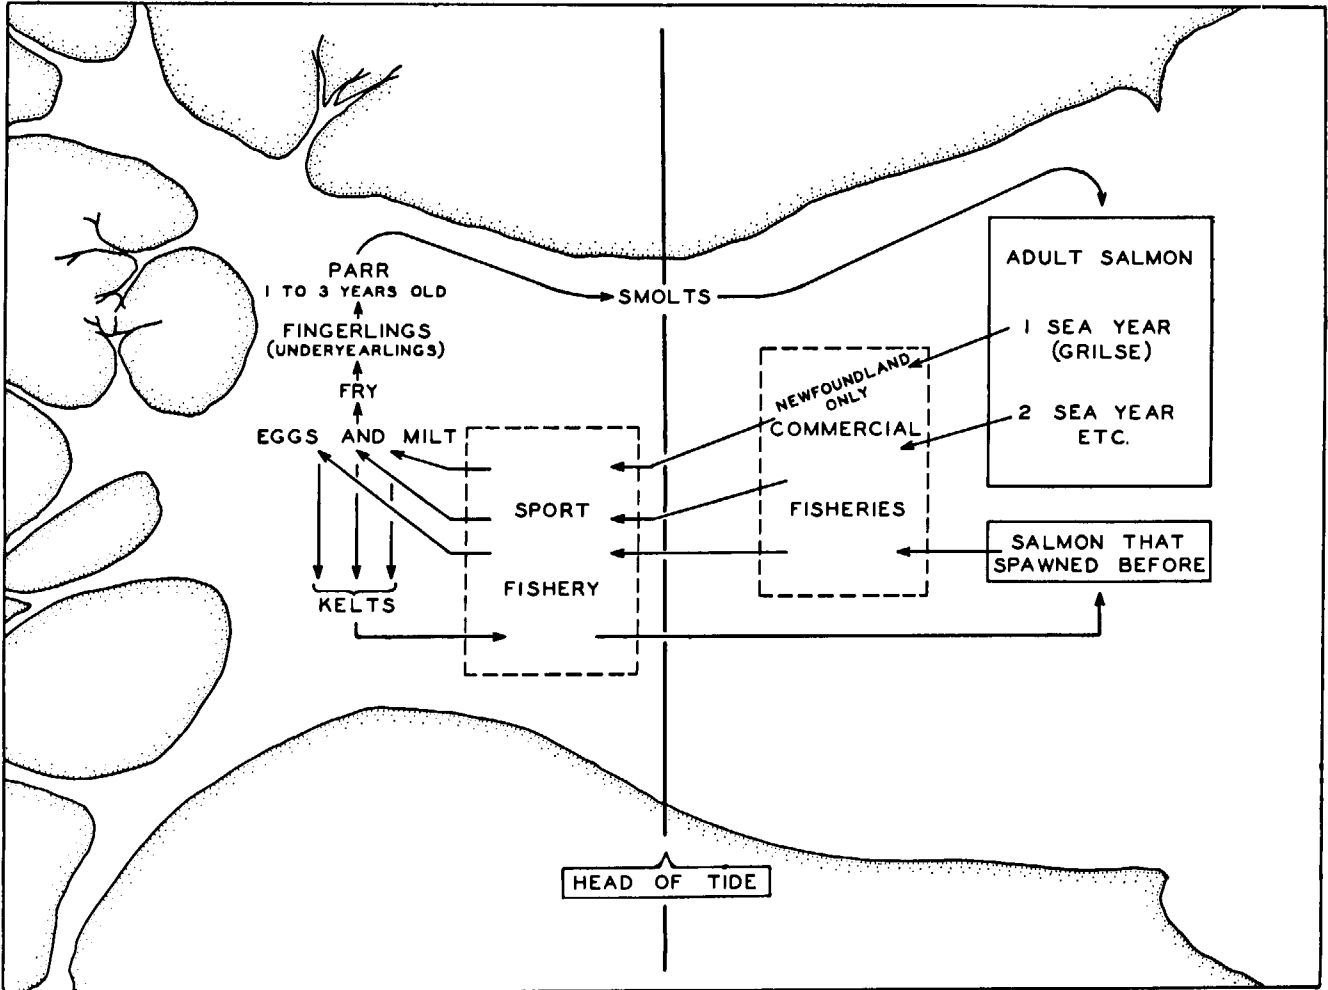 PARR
1 TO 3 YEARS OLD
FINGERLINGS
(UNDERYEARLINGS)
FRY
EGGS AND MILT
KELTS
SMOLTS
SPORT
FISHERY
NEWFOUNDLAND
ONLY
COMMERCIAL
FISHERIES
ADULT SALMON
1 SEA YEAR
(GRILSE)
2 SEA YEAR
ETC.
SALMON THAT
SPAWNED BEFORE
HEAD OF TIDE